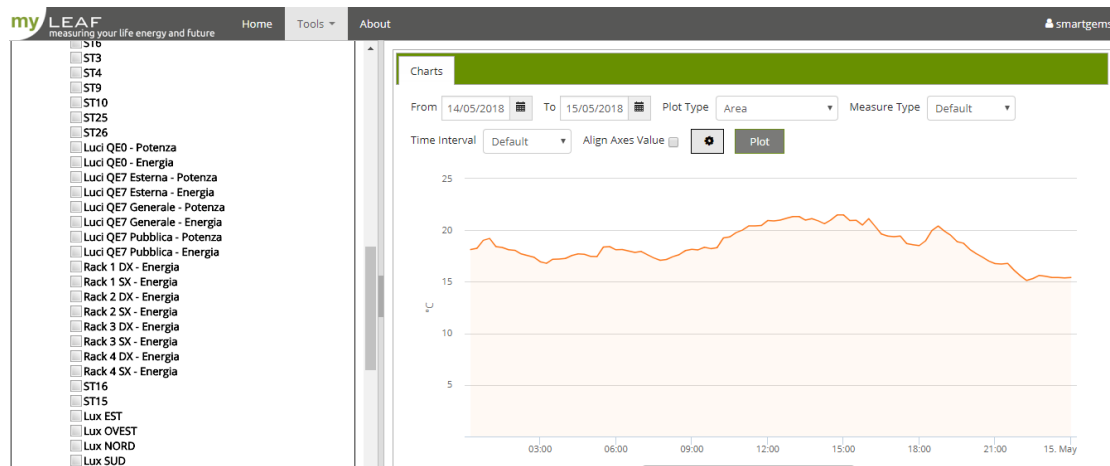 my LEAF
measuring your life energy and future
Home
Tools
About
smartgems
ST6
ST3
ST4
ST9
ST10
ST25
ST26
Luci QE0 - Potenza
Luci QE0 - Energia
Luci QE7 Esterna - Potenza
Luci QE7 Esterna - Energia
Luci QE7 Generale - Potenza
Luci QE7 Generale - Energia
Luci QE7 Pubblica - Potenza
Luci QE7 Pubblica - Energia
Rack 1 DX - Energia
Rack 1 SX - Energia
Rack 2 DX - Energia
Rack 2 SX - Energia
Rack 3 DX - Energia
Rack 3 SX - Energia
Rack 4 DX - Energia
Rack 4 SX - Energia
ST16
ST15
Lux EST
Lux OVEST
Lux NORD
Lux SUD
Charts
From 14/05/2018 To 15/05/2018 Plot Type Area Measure Type Default
Time Interval Default Align Axes Value Plot
25
20
15
10
5
°C
03:00 06:00 09:00 12:00 15:00 18:00 21:00 15. May